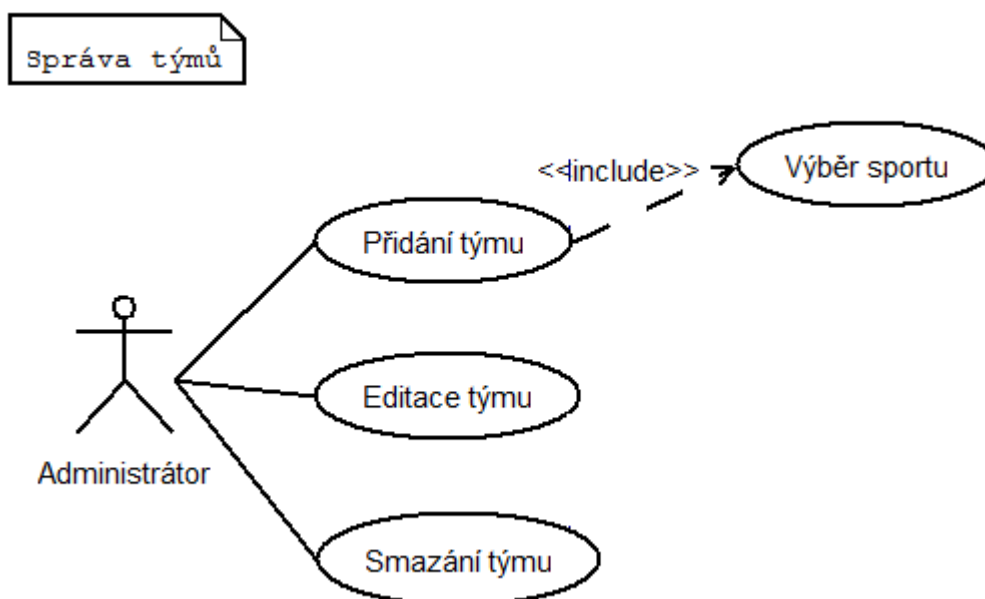 Správa týmů
<<include>>
Výběr sportu
Přidání týmu
Editace týmu
Administrátor
Smazání týmu